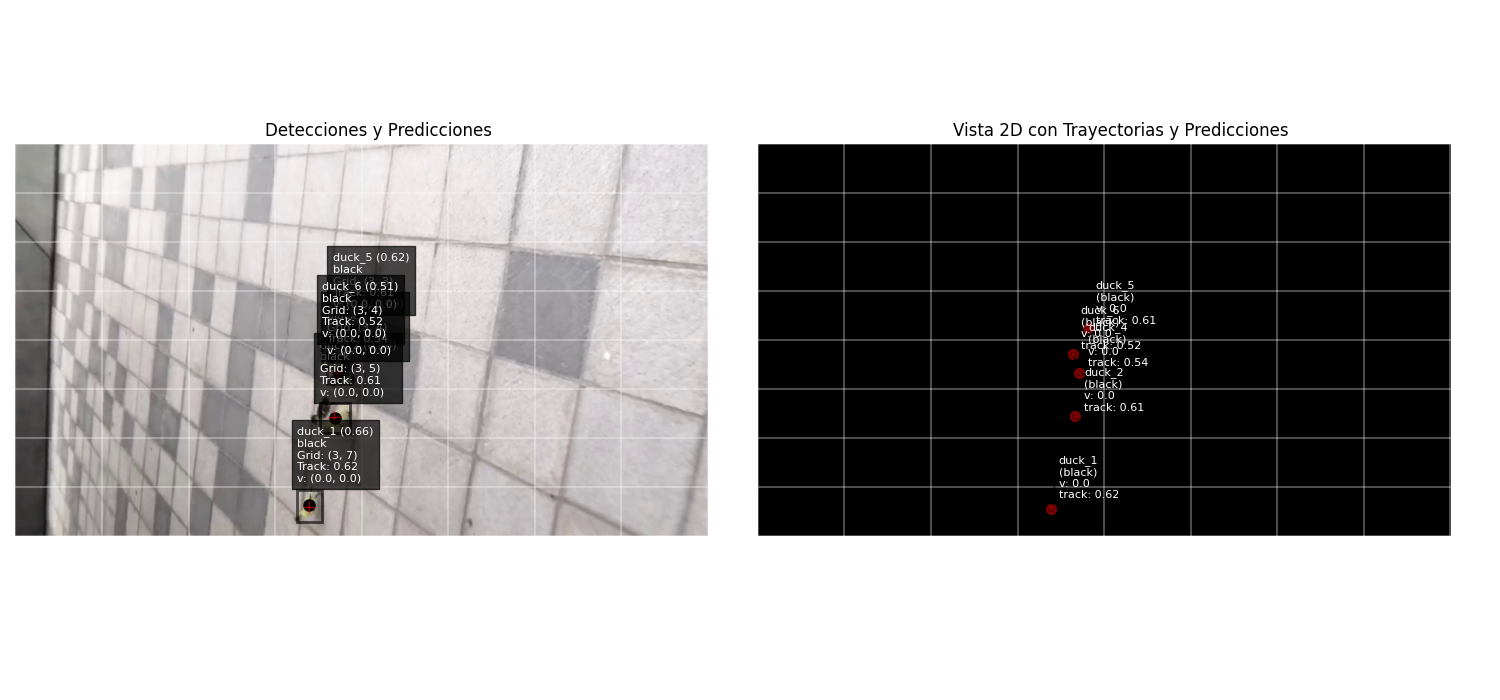 Detecciones y Predicciones
duck_5 (0.62)
black
duck_6 (0.51)
black
Grid: (3, 4)
Track: 0.52
v: (0.0, 0.0)
v: (0.0, 0.0)
black
Grid: (3, 5)
Track: 0.61
v: (0.0, 0.0)
duck_1 (0.66)
black
Grid: (3, 7)
Track: 0.62
v: (0.0, 0.0)
Vista 2D con Trayectorias y Predicciones
duck_5
(black)
v: 0.0
track: 0.61
duck_6
(black)
v: 0.0
track: 0.52
duck_4
(black)
v: 0.0
track: 0.54
duck_2
(black)
v: 0.0
track: 0.61
duck_1
(black)
v: 0.0
track: 0.62